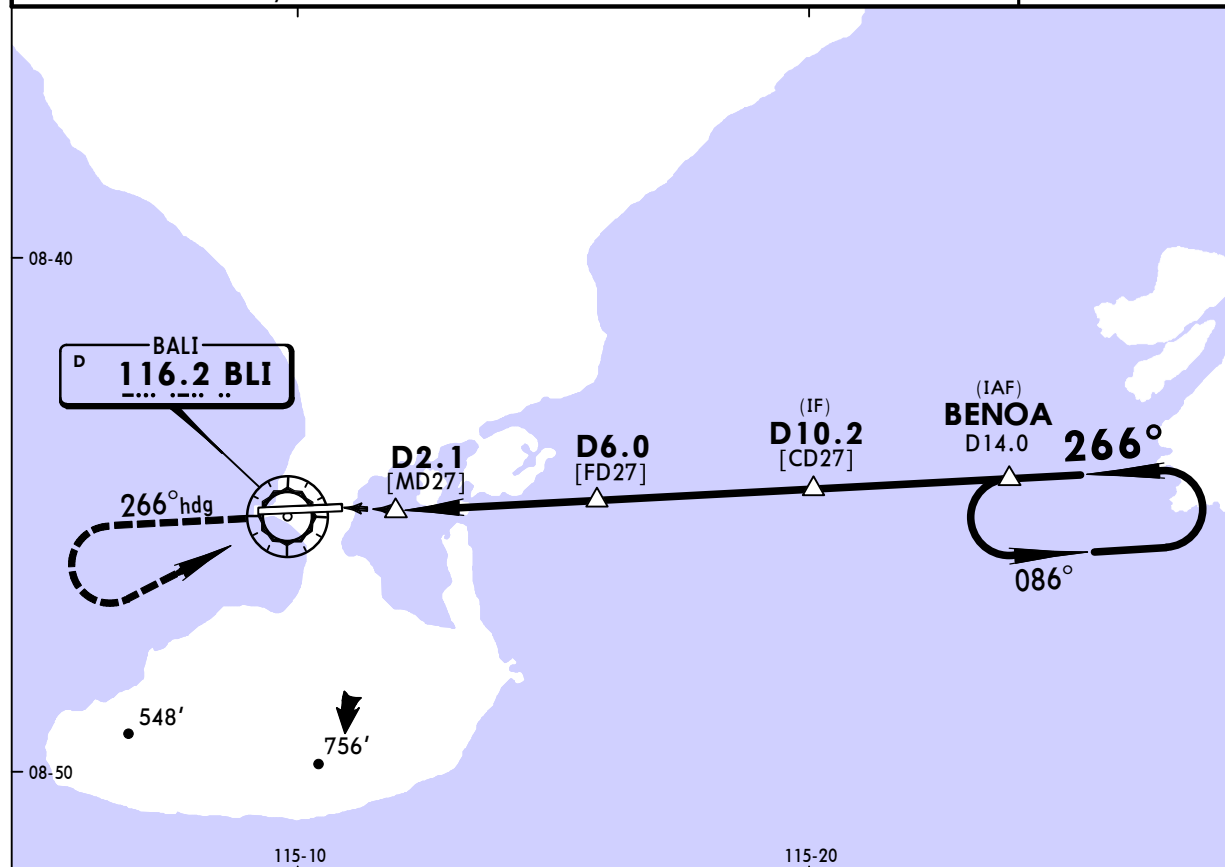 08-40
BALI
D
116.2 BLI
(IAF)
BENOA
D14.0
(IF)
D10.2
[CD27]
266°
D6.0
[FD27]
D2.1
[MD27]
266°hdg
086°
548'
756'
08-50
115-10
115-20